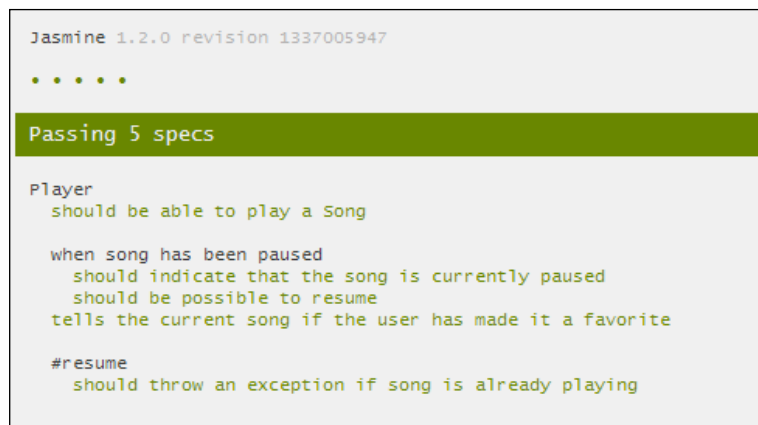 Jasmine 1.2.0 revision 1337005947
• • • • •
Passing 5 specs
Player
should be able to play a Song
when song has been paused
should indicate that the song is currently paused
should be possible to resume
tells the current song if the user has made it a favorite
#resume
should throw an exception if song is already playing